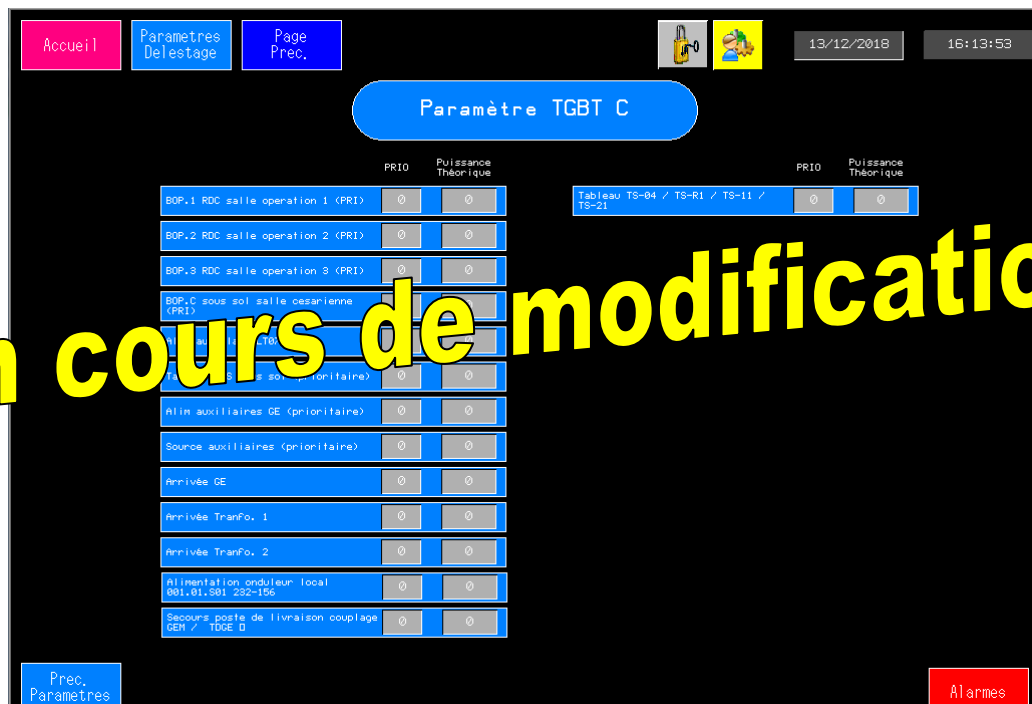 Accueil
Parametres
Delestage
Page
Prec.
13/12/2018
16:13:53
Paramètre TGBT C
PRIO
Puissance
Théorique
PRIO
Puissance
Théorique
BOP.1 RDC salle operation 1 (PRI) 0 0
Tableau TS-04 / TS-R1 / TS-11 /
TS-21
0 0
BOP.2 RDC salle operation 2 (PRI) 0 0
BOP.3 RDC salle operation 3 (PRI) 0 0
BOP.C sous sol salle cesarienne
(PRI)
0
cours de modificatio
0
0 0
Alim auxiliaires GE (prioritaire) 0 0
Source auxiliaires (prioritaire) 0 0
Arrivée GE 0 0
Arrivée Tranfo. 1 0 0
Arrivée Tranfo. 2 0 0
Alimentation onduleur local
001.01.S01 232-156
0 0
Secours poste de livraison couplage
GEM / TDGE
0 0
Prec.
Parametres
Alarmes